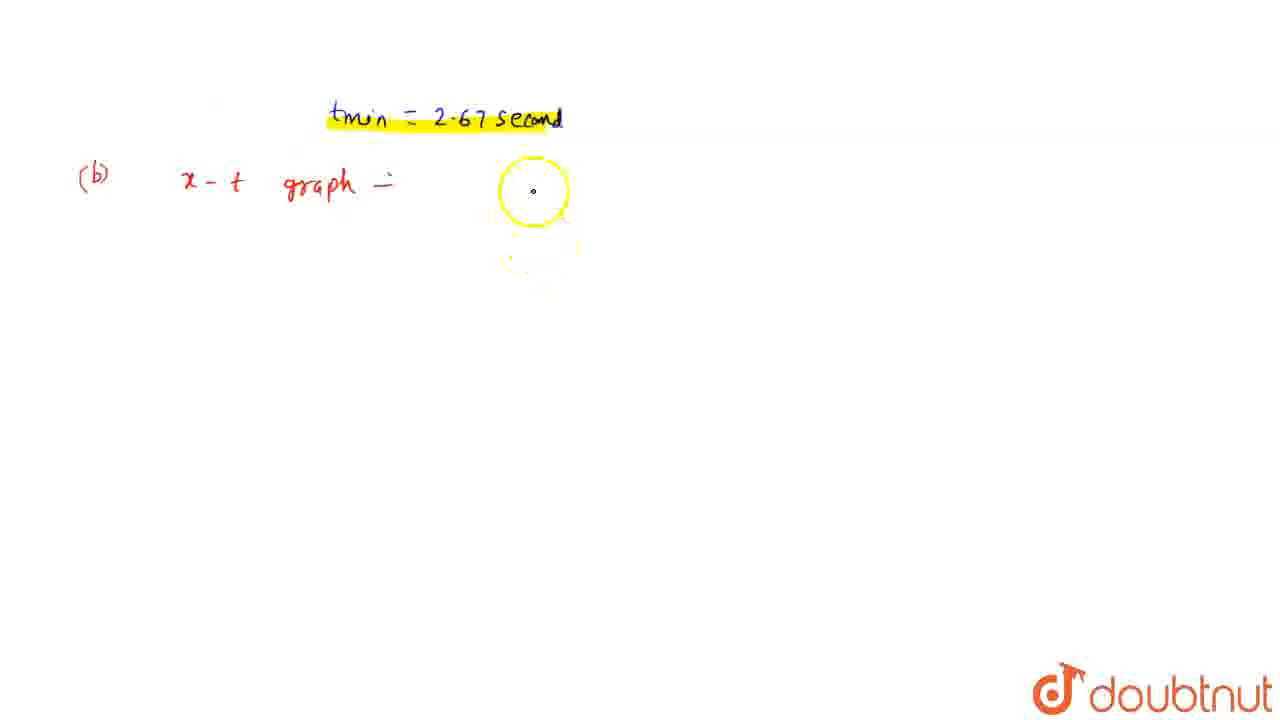 tmin = 2.67 second
(b) x - t graph =
doubtnut